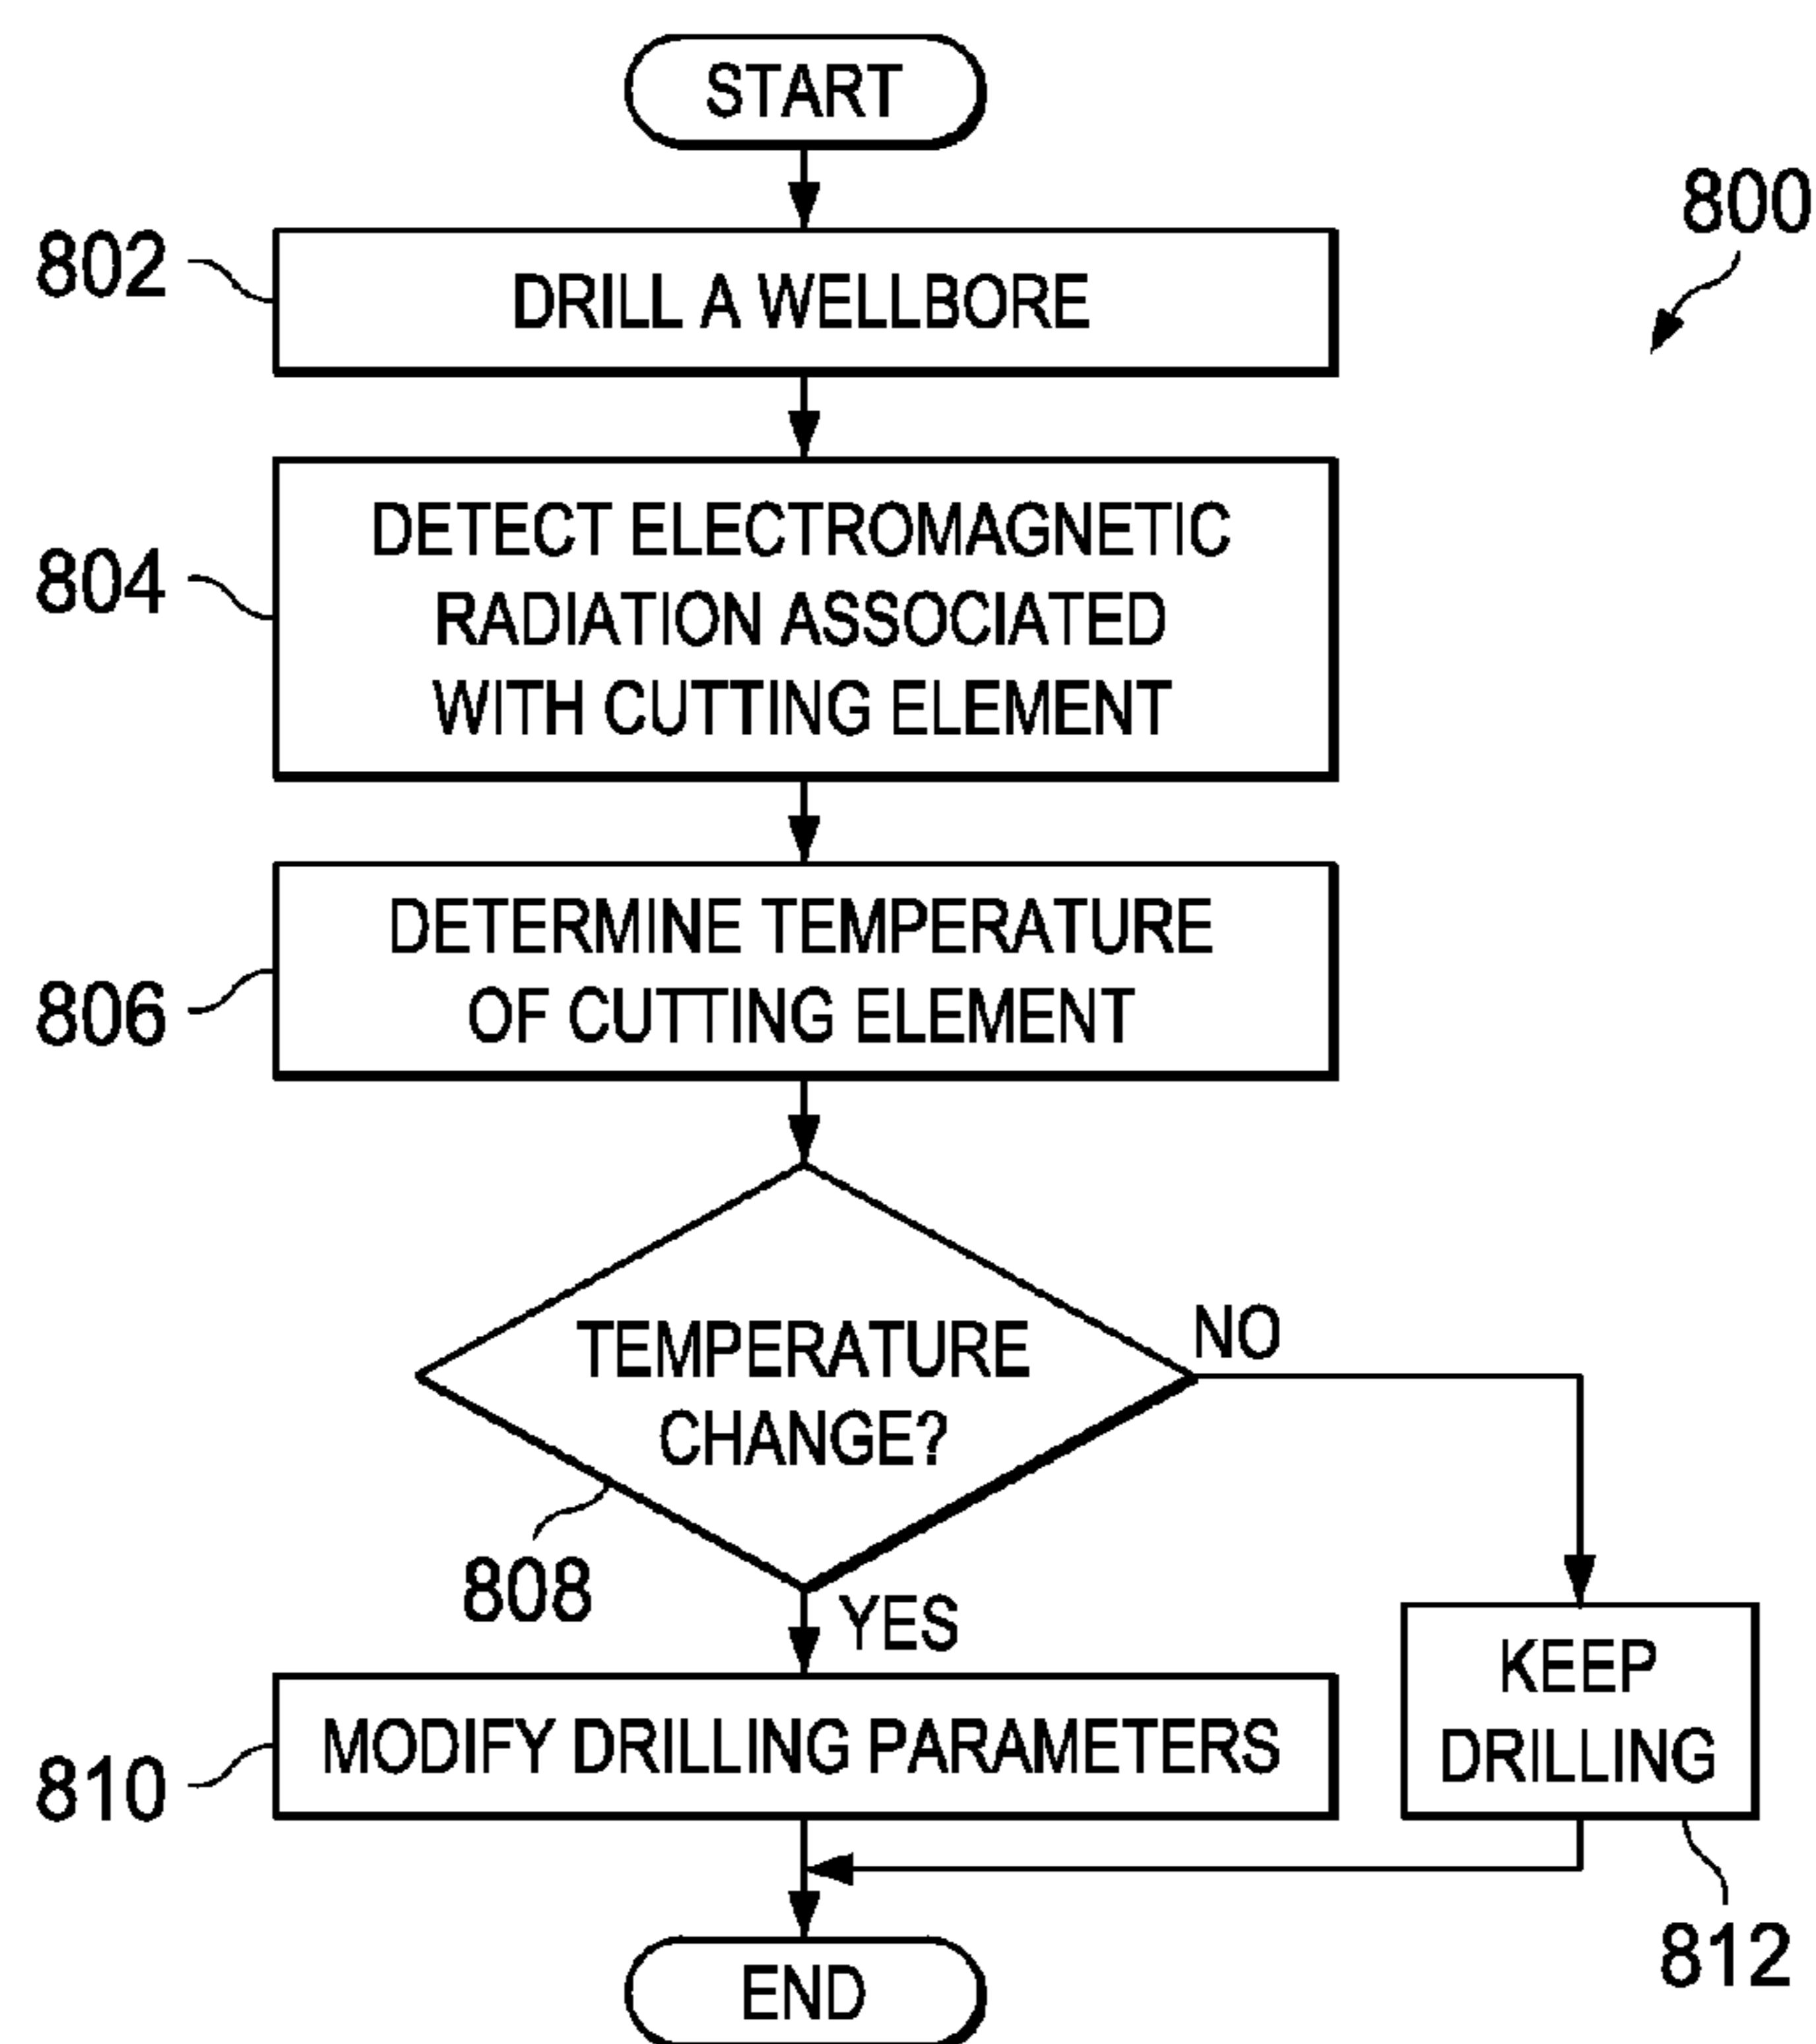 START
800
802
DRILL A WELLBORE
804
DETECT ELECTROMAGNETIC
RADIATION ASSOCIATED
WITH CUTTING ELEMENT
806
DETERMINE TEMPERATURE
OF CUTTING ELEMENT
TEMPERATURE
CHANGE?
NO
808
YES
810
MODIFY DRILLING PARAMETERS
KEEP
DRILLING
812
END